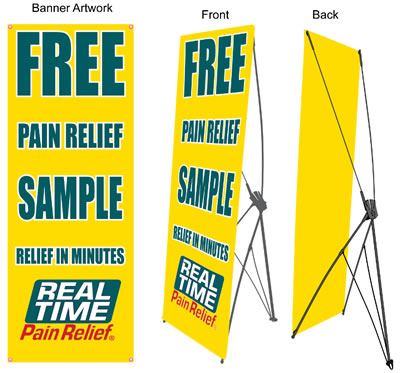 Banner Artwork
FREE
PAIN RELIEF
SAMPLE
RELIEF IN MINUTES
REAL
TIME
Pain Relief®
Front
FREE
PAIN RELIEF
SAMPLE
RELIEF IN MINUTES
REAL
TIME
Pain Relief®
Back